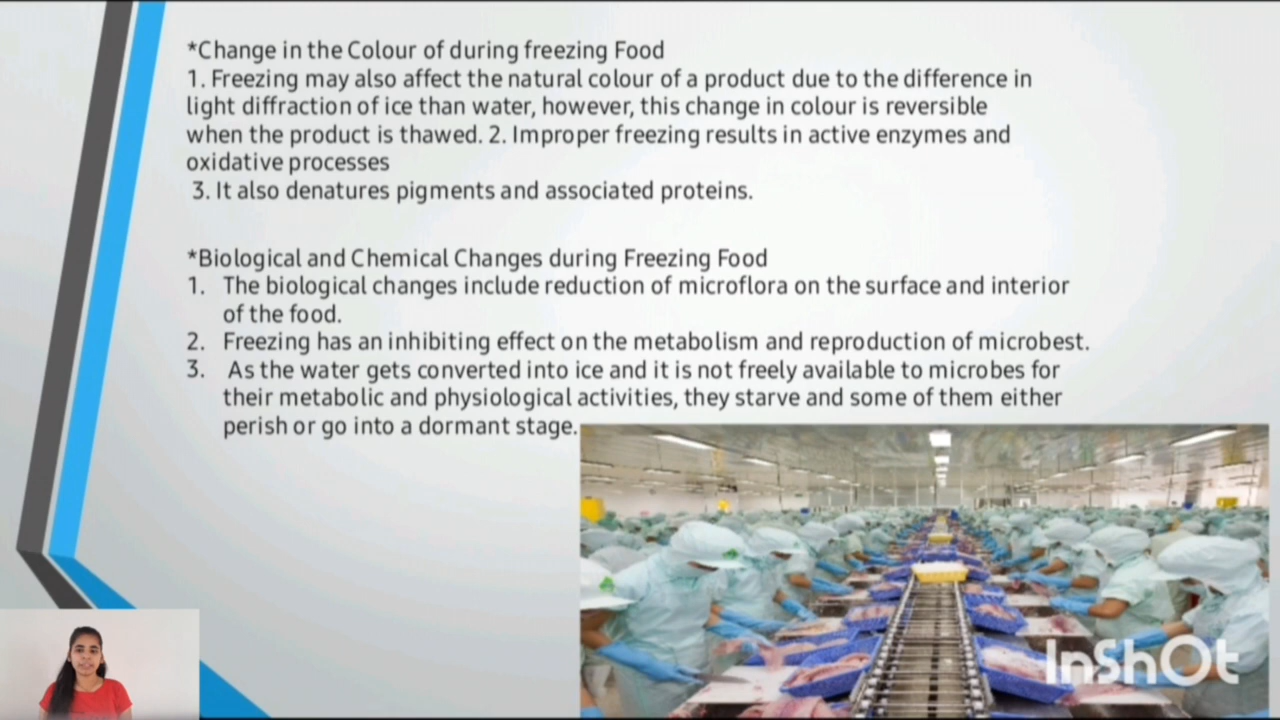 *Change in the Colour of during freezing Food
1. Freezing may also affect the natural colour of a product due to the difference in
light diffraction of ice than water, however, this change in colour is reversible
when the product is thawed. 2. Improper freezing results in active enzymes and
oxidative processes
3. It also denatures pigments and associated proteins.
*Biological and Chemical Changes during Freezing Food
1. The biological changes include reduction of microflora on the surface and interior
of the food.
2. Freezing has an inhibiting effect on the metabolism and reproduction of microbest.
3. As the water gets converted into ice and it is not freely available to microbes for
their metabolic and physiological activities, they starve and some of them either
perish or go into a dormant stage.
InShOt